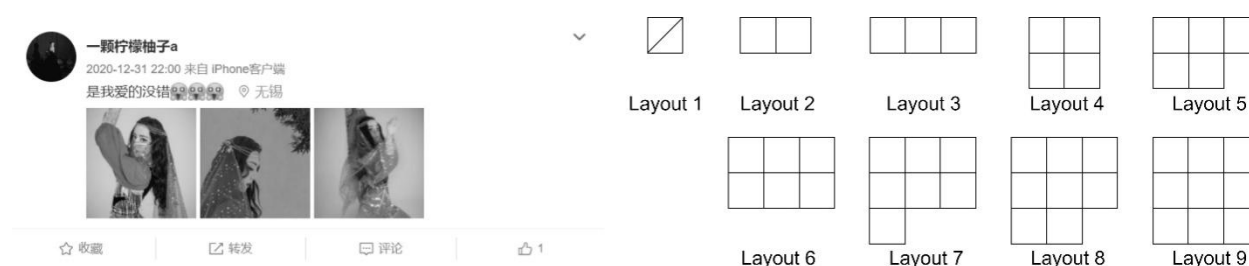 一颗柠檬柚子a
2020-12-31 22:00 来自 iPhone客户端
是我爱的没错 无锡
收藏 转发 评论 1
Layout 1 Layout 2 Layout 3 Layout 4 Layout 5
Layout 6 Layout 7 Layout 8 Layout 9